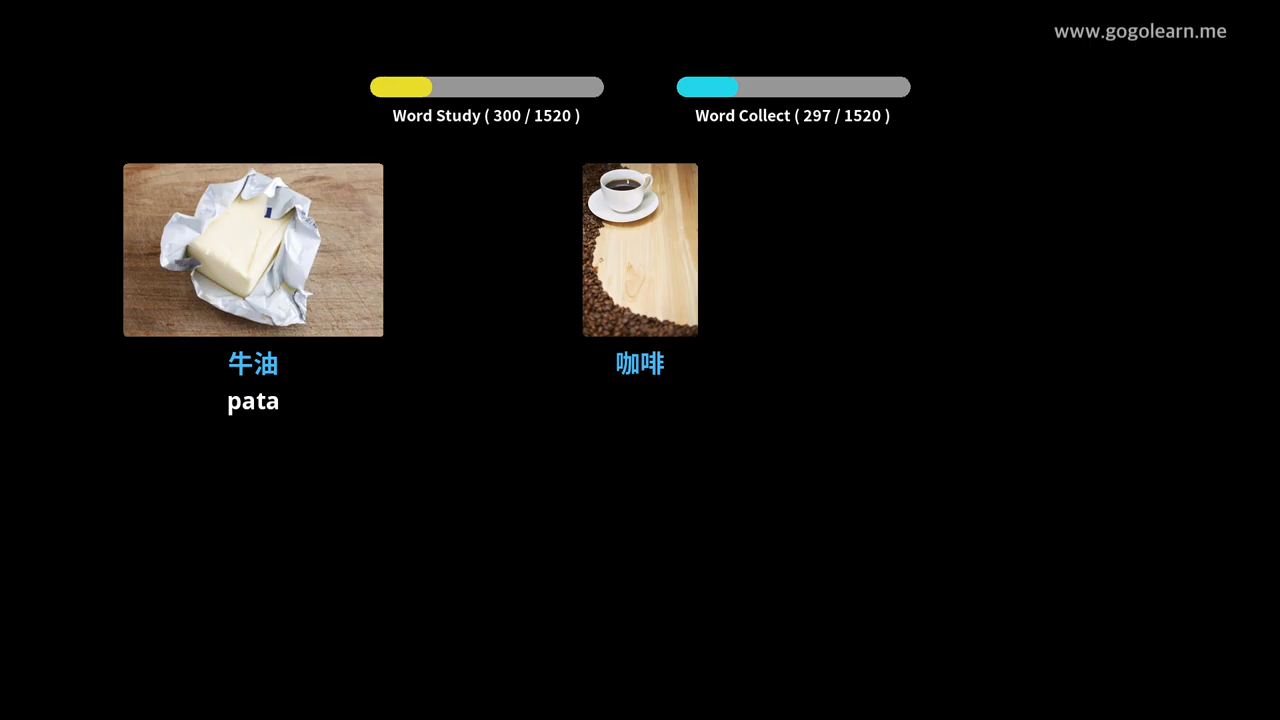 www.gogolearn.me
Word Study ( 300 / 1520 )
Word Collect ( 297 / 1520 )
牛油
咖啡
pata